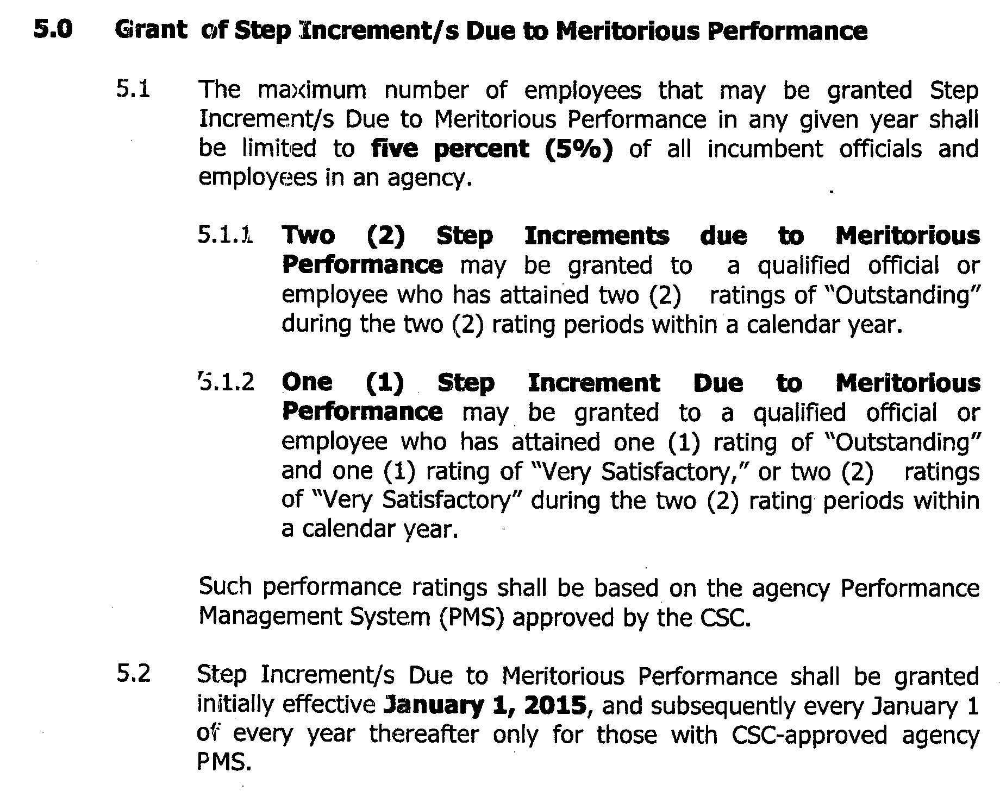 5.0 Grant of Step Increment/s Due to Meritorious Performance
5.1 The maximum number of employees that may be granted Step
Increment/s Due to Meritorious Performance in any given year shall
be limited to five percent (5%) of all incumbent officials and
employees in an agency.
5.1.1 Two (2) Step Increments due to Meritorious
Performance may be granted to a qualified official or
employee who has attained two (2) ratings of "Outstanding"
during the two (2) rating periods within a calendar year.
5.1.2 One (1) Step Increment Due to Meritorious
Performance may be granted to a qualified official or
employee who has attained one (1) rating of "Outstanding"
and one (1) rating of "Very Satisfactory," or two (2) ratings
of "Very Satisfactory" during the two (2) rating periods within
a calendar year.
Such performance ratings shall be based on the agency Performance
Management System (PMS) approved by the CSC.
5.2 Step Increment/s Due to Meritorious Performance shall be granted
initially effective January 1, 2015, and subsequently every January 1
of every year thereafter only for those with CSC-approved agency
PMS.